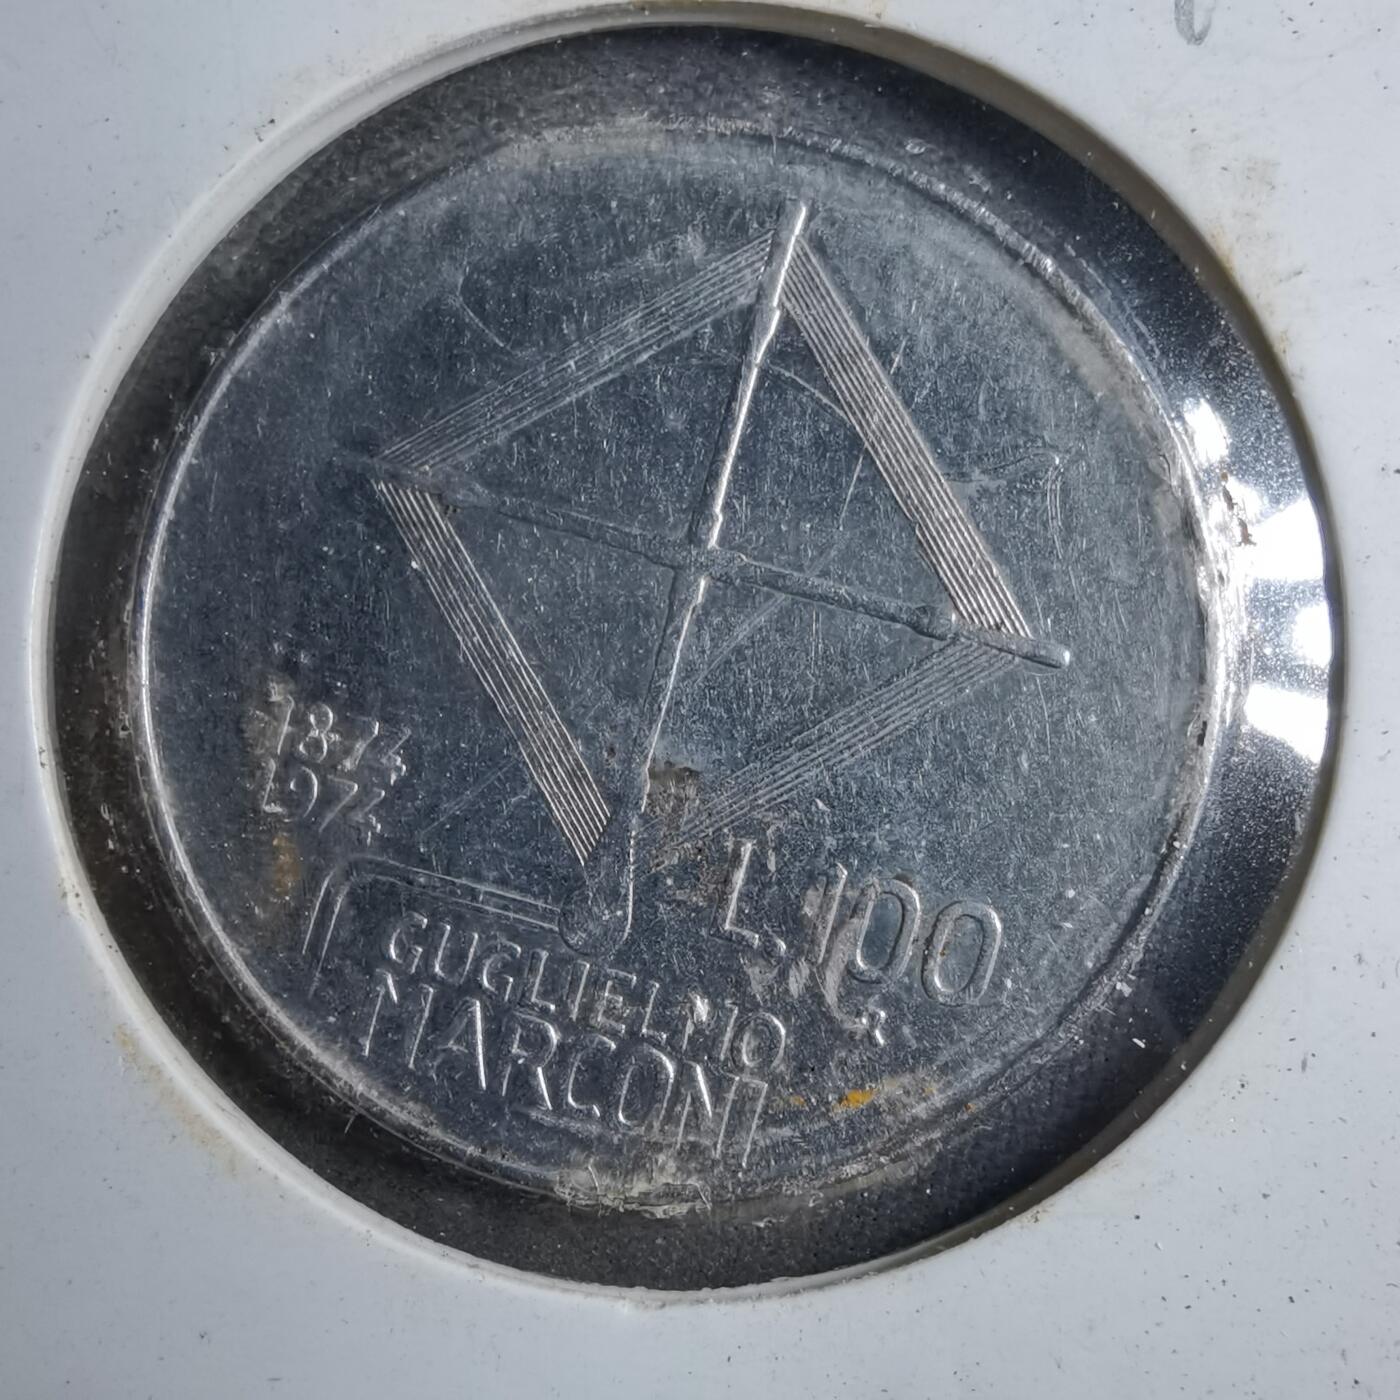 1874
1974
L. 100
R
GUGLIELMO
MARCONI